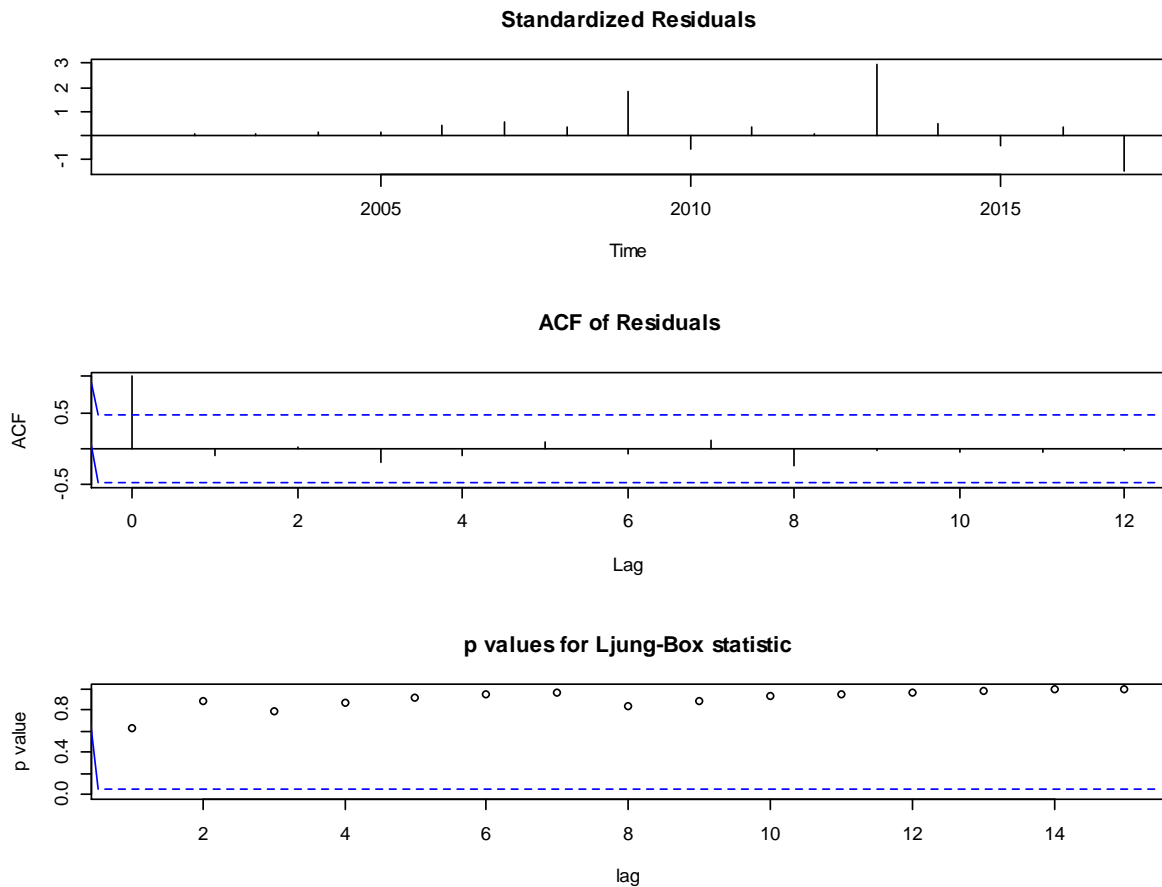 Standardized Residuals
3
2
1
-1
2005 2010 2015
Time
ACF of Residuals
ACF
0.5
-0.5
0 2 4 6 8 10 12
Lag
p values for Ljung-Box statistic
p value
0.8
0.4
0.0
2 4 6 8 10 12 14
lag